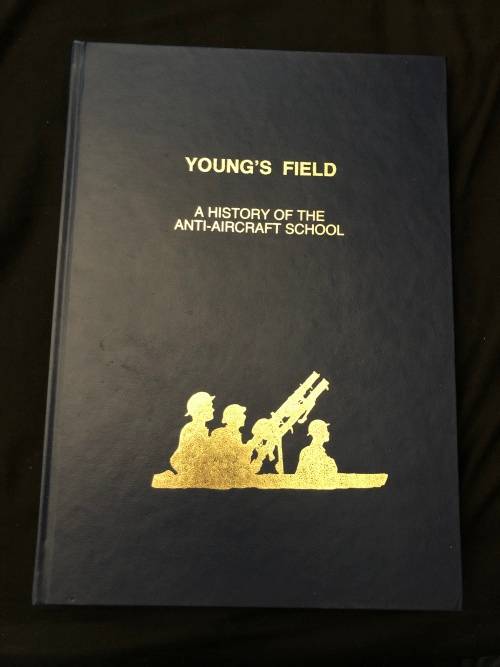 YOUNG'S FIELD
A HISTORY OF THE
ANTI-AIRCRAFT SCHOOL